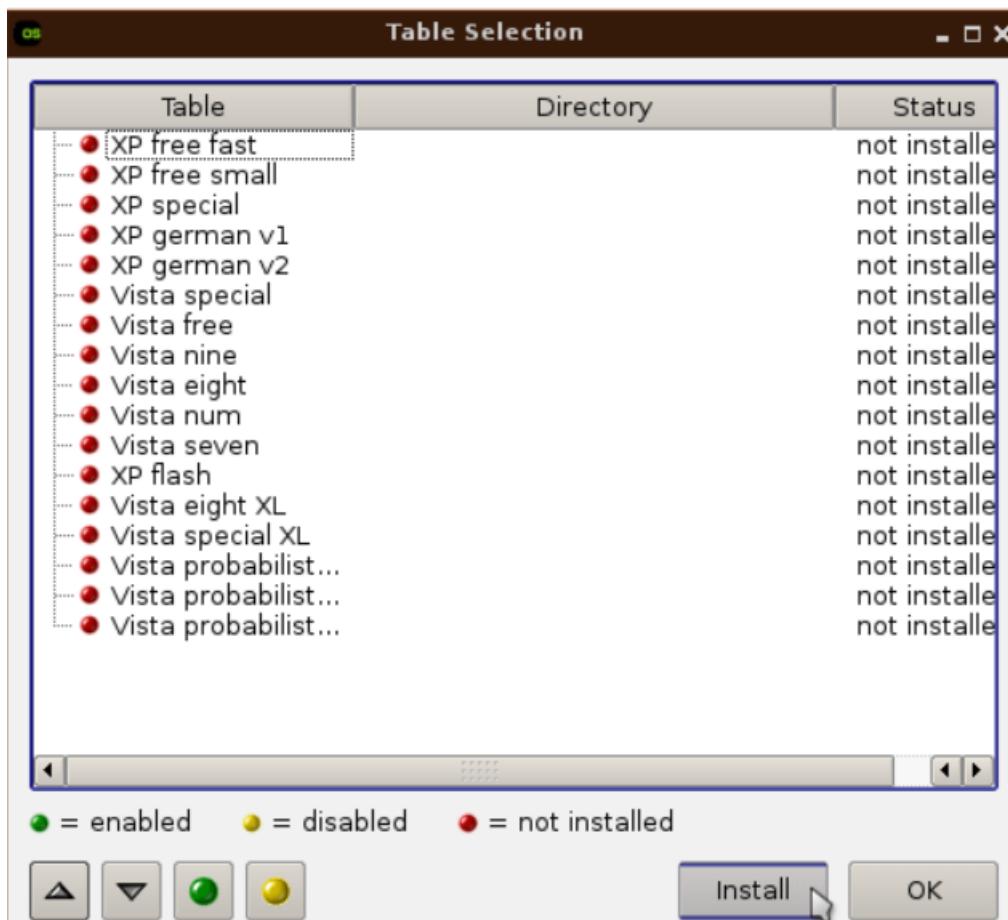 os Table Selection
Table Directory Status
XP free fast not installe
XP free small not installe
XP special not installe
XP german v1 not installe
XP german v2 not installe
Vista special not installe
Vista free not installe
Vista nine not installe
Vista eight not installe
Vista num not installe
Vista seven not installe
XP flash not installe
Vista eight XL not installe
Vista special XL not installe
Vista probabilist... not installe
Vista probabilist... not installe
Vista probabilist... not installe
= enabled = disabled = not installed
Install OK